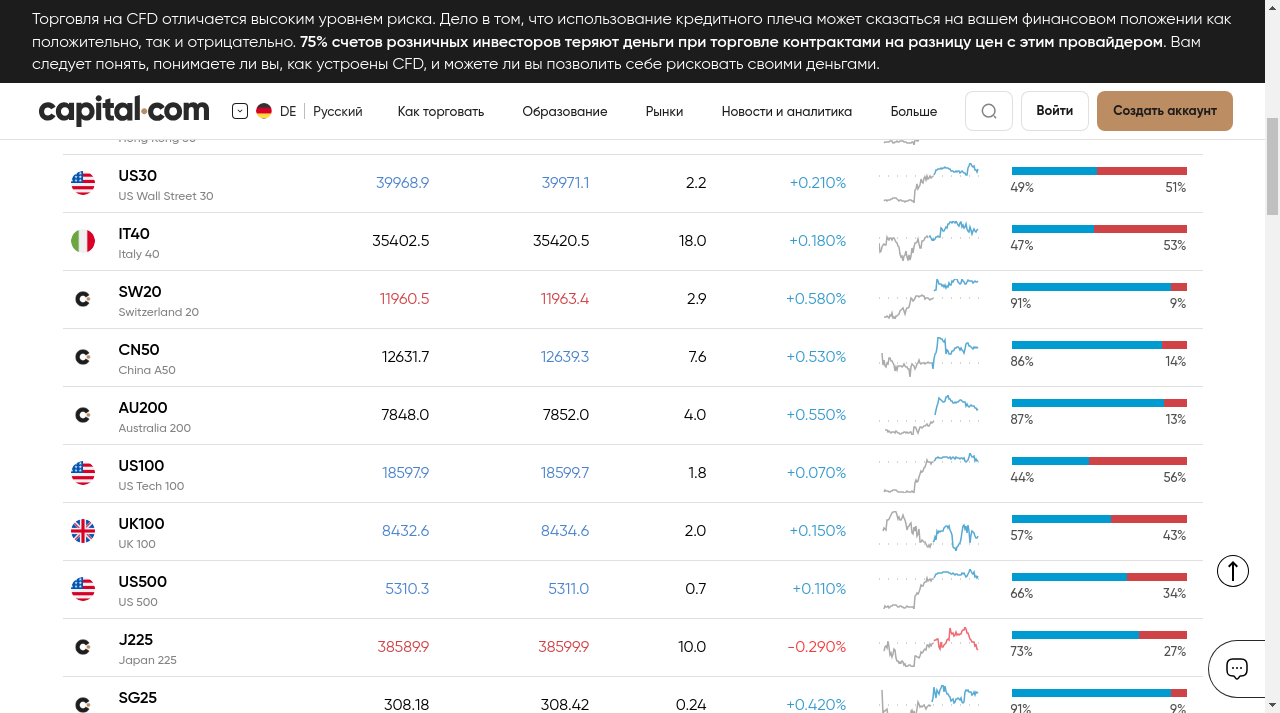 Торговля на CFD отличается высоким уровнем риска. Дело в том, что использование кредитного плеча может сказаться на вашем финансовом положении как
положительно, так и отрицательно. 75% счетов розничных инвесторов теряют деньги при торговле контрактами на разницу цен с этим провайдером. Вам
следует понять, понимаете ли вы, как устроены CFD, и можете ли вы позволить себе рисковать своими деньгами.
capital.com DE Русский Как торговать Образование Рынки Новости и аналитика Больше Войти Создать аккаунт
Hong Kong 50
US30 39968.9 39971.1 2.2 +0.210%
US Wall Street 30 49% 51%
IT40 35402.5 35420.5 18.0 +0.180%
Italy 40 47% 53%
SW20 11960.5 11963.4 2.9 +0.580%
Switzerland 20 91% 9%
CN50 12631.7 12639.3 7.6 +0.530%
China A50 86% 14%
AU200 7848.0 7852.0 4.0 +0.550%
Australia 200 87% 13%
US100 18597.9 18599.7 1.8 +0.070%
US Tech 100 44% 56%
UK100 8432.6 8434.6 2.0 +0.150%
UK 100 57% 43%
US500 5310.3 5311.0 0.7 +0.110%
US 500 66% 34%
J225 38589.9 38599.9 10.0 -0.290%
Japan 225 73% 27%
SG25 308.18 308.42 0.24 +0.420%
91% 9%